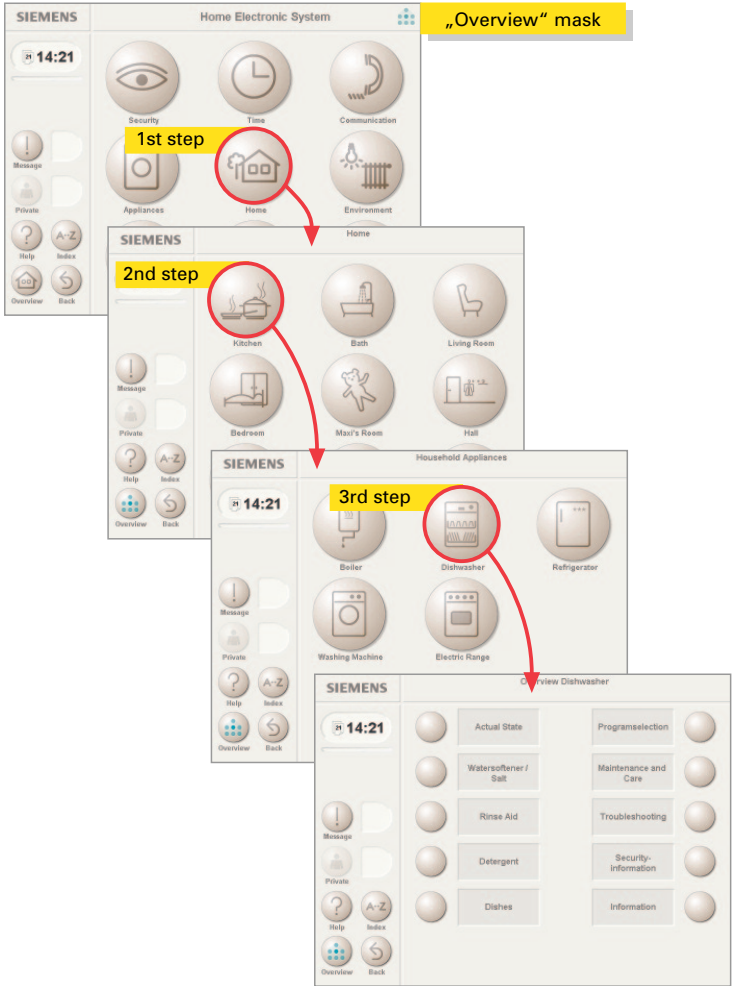 SIEMENS
Home Electronic System
„Overview“ mask
14:21
Security
Time
Communication
1st step
Message
Private
Appliances
Home
Environment
Help
Index
A-Z
Overview
Back
SIEMENS
Home
2nd step
Kitchen
Bath
Living Room
Message
Private
Bedroom
Maxi's Room
Hall
Help
Index
A-Z
Overview
Back
SIEMENS
Household Appliances
14:21
3rd step
Boiler
Dishwasher
Refrigerater
Message
Private
Washing Machine
Electric Range
Help
Index
A-Z
Overview
Back
SIEMENS
Overview Dishwasher
14:21
Actual State
Programselection
Watersoftener /
Salt
Maintenance and
Care
Rinse Aid
Troubleshooting
Detergent
Security-
information
Dishes
Information
Message
Private
Help
Index
A-Z
Overview
Back